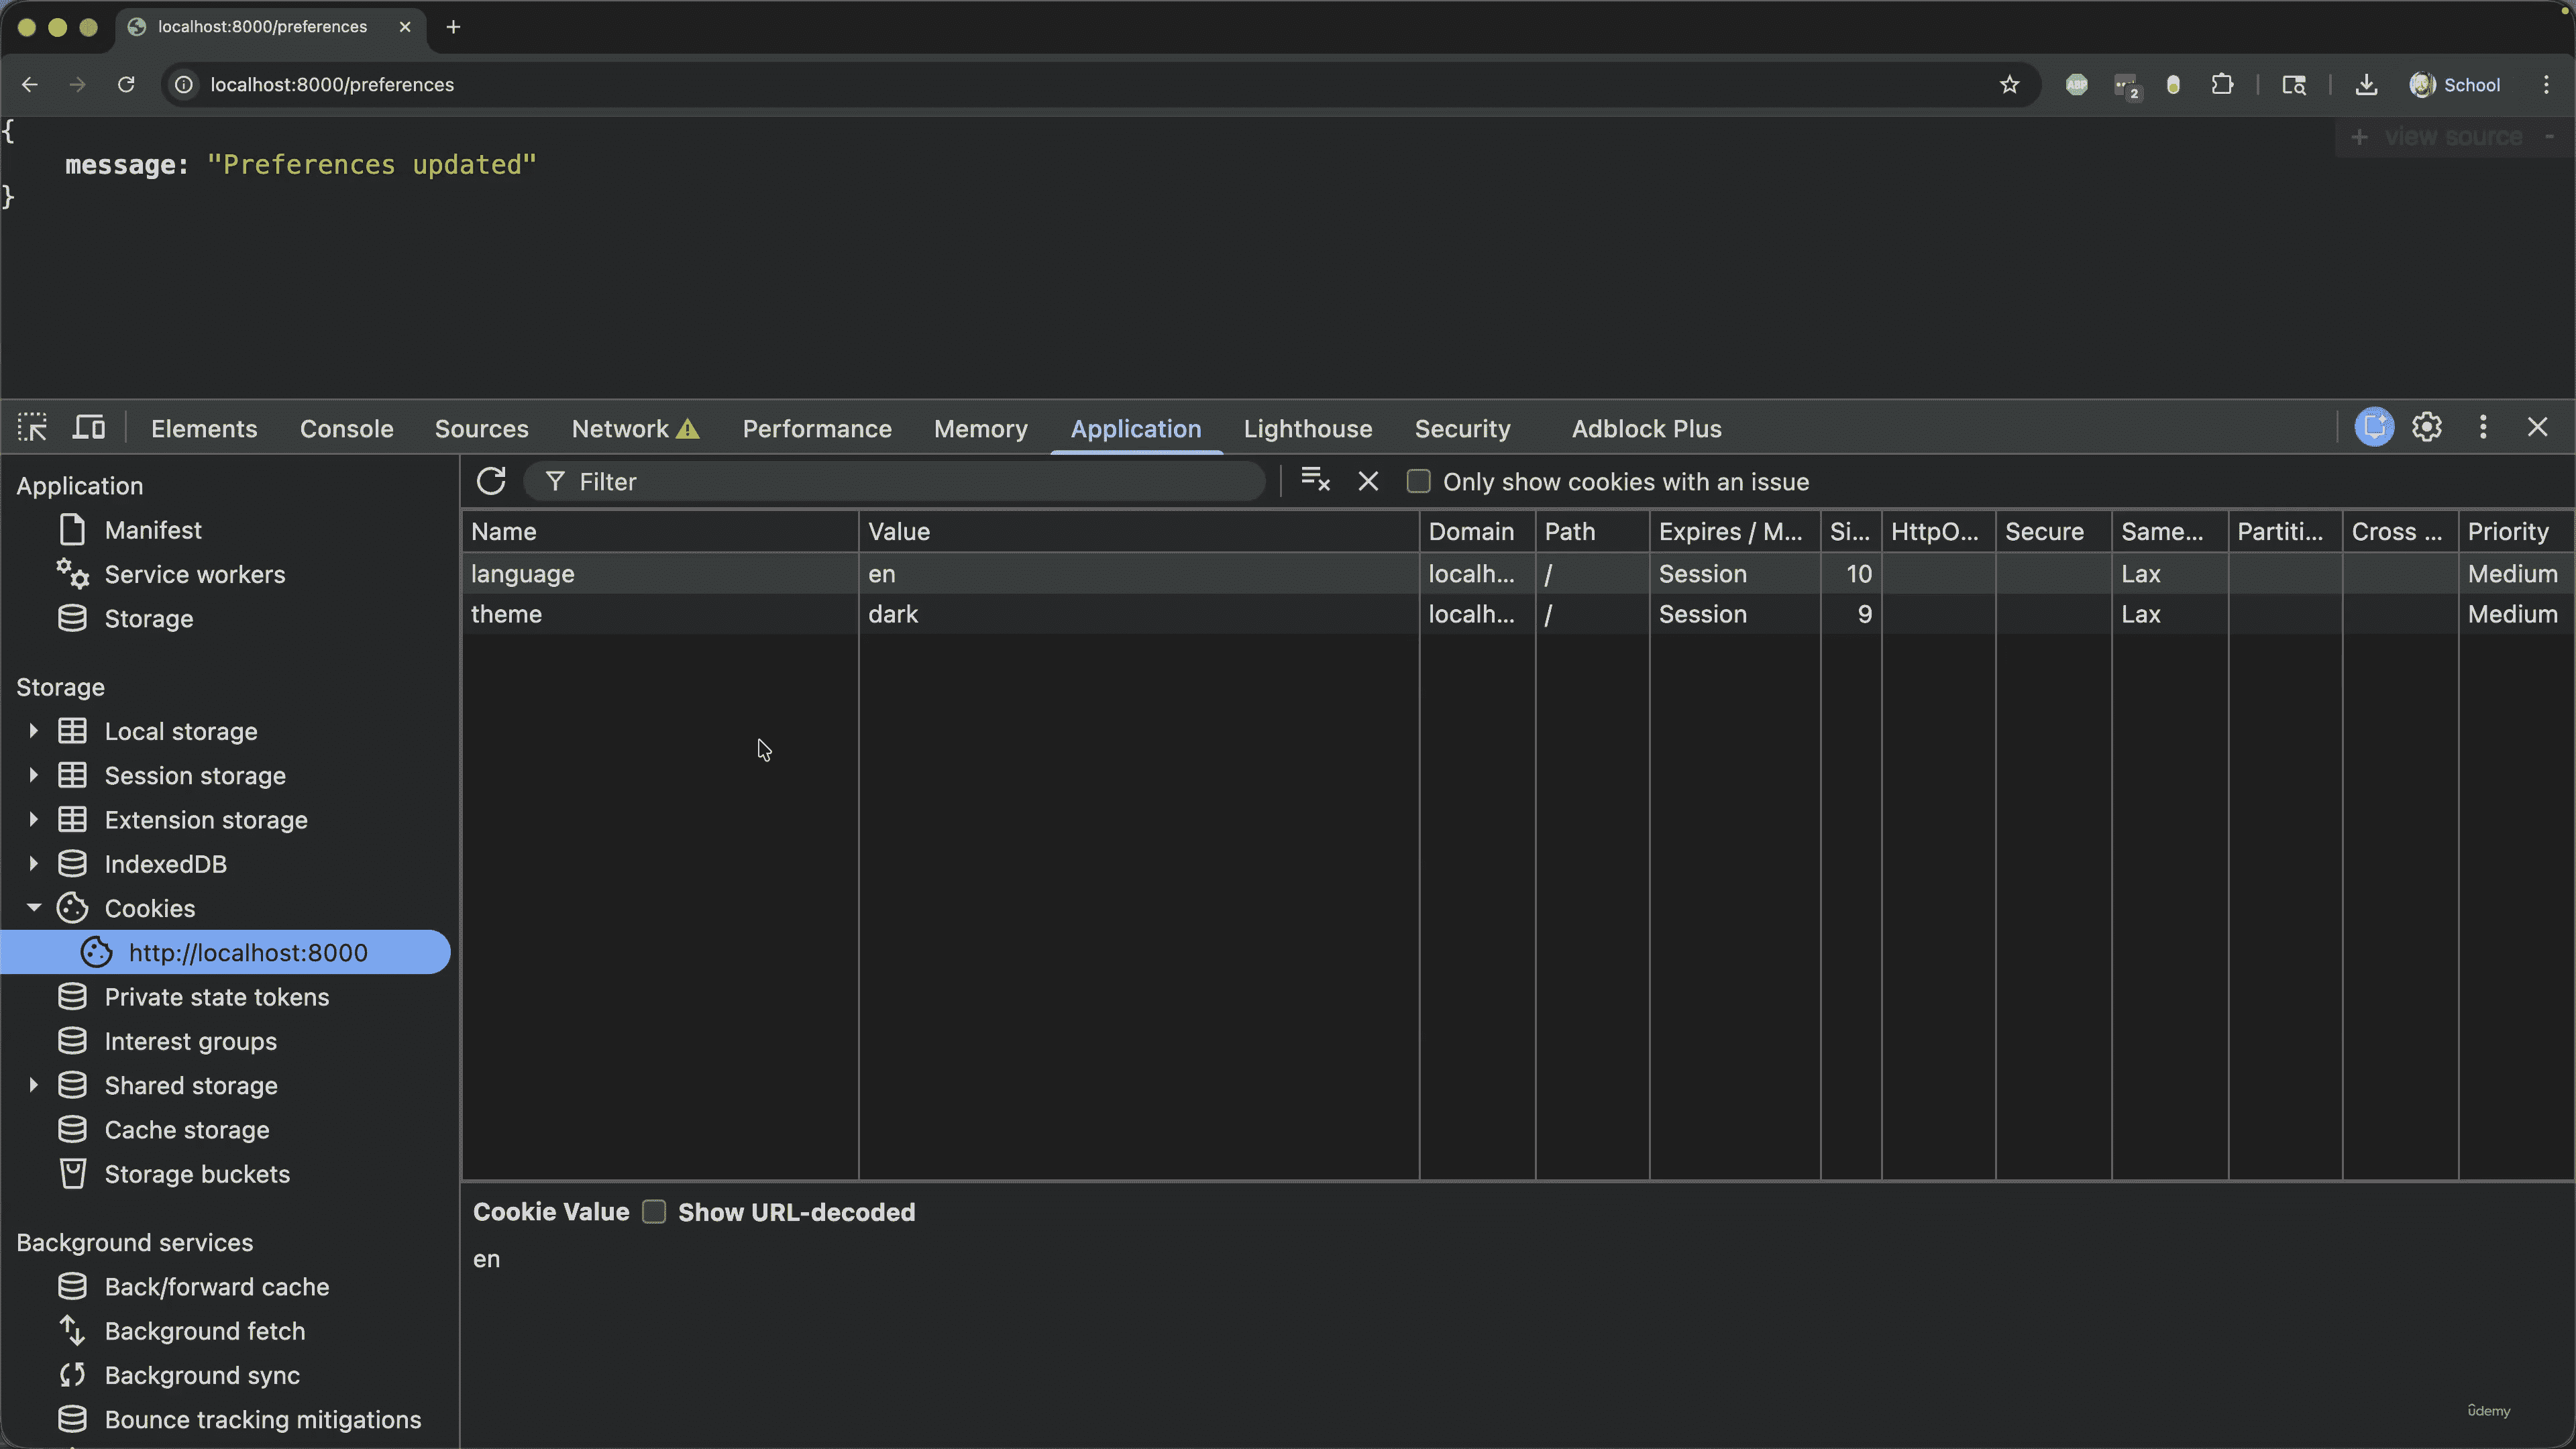 localhost:8000/preferences
localhost:8000/preferences
ABP
2
School
{
message: "Preferences updated"
}
+ view source -
Elements Console Sources Network Performance Memory Application Lighthouse Security Adblock Plus
Application
Manifest
Service workers
Storage
Storage
Local storage
Session storage
Extension storage
IndexedDB
Cookies
http://localhost:8000
Private state tokens
Interest groups
Shared storage
Cache storage
Storage buckets
Background services
Back/forward cache
Background fetch
Background sync
Bounce tracking mitigations
Filter
Only show cookies with an issue
Name Value Domain Path Expires / M... Si... HttpO... Secure Same... Partiti... Cross ... Priority
language en localh... / Session 10 Lax Medium
theme dark localh... / Session 9 Lax Medium
Cookie Value Show URL-decoded
en
ûdemy